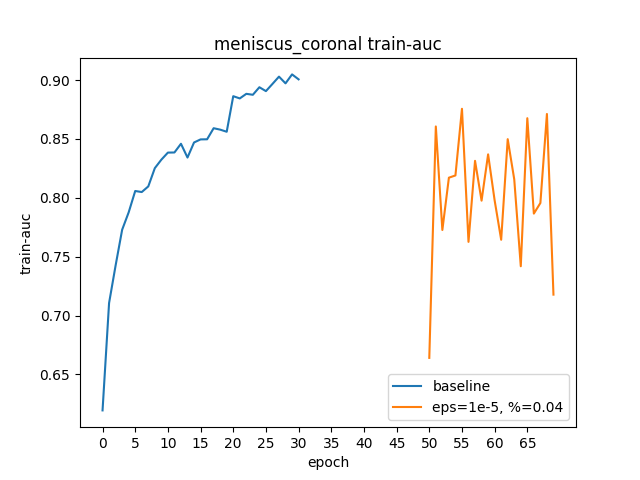 meniscus_coronal train-auc
0.90
0.85
0.80
0.75
0.70
0.65
train-auc
baseline
eps=1e-5, %=0.04
0 5 10 15 20 25 30 35 40 45 50 55 60 65
epoch